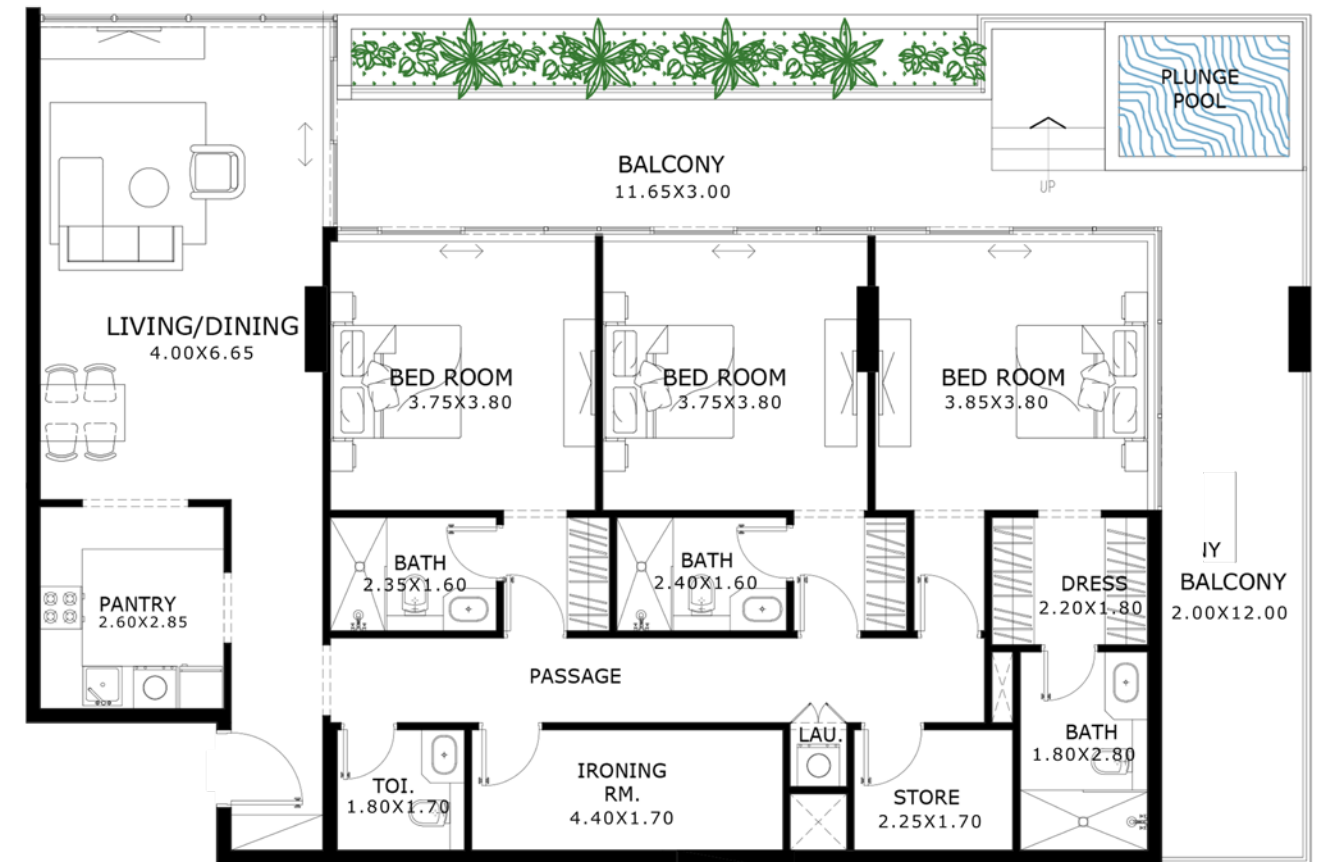 PLUNGE
POOL
BALCONY
11.65X3.00
UP
LIVING/DINING
4.00X6.65
BED ROOM
3.75X3.80
BED ROOM
3.75X3.80
BED ROOM
3.85X3.80
BATH
2.35X1.60
BATH
2.40X1.60
DRESS
2.20X1.80
NY
BALCONY
2.00X12.00
PANTRY
2.60X2.85
PASSAGE
BATH
1.80X2.80
LAU.
TOI.
1.80X1.70
IRONING
RM.
4.40X1.70
STORE
2.25X1.70